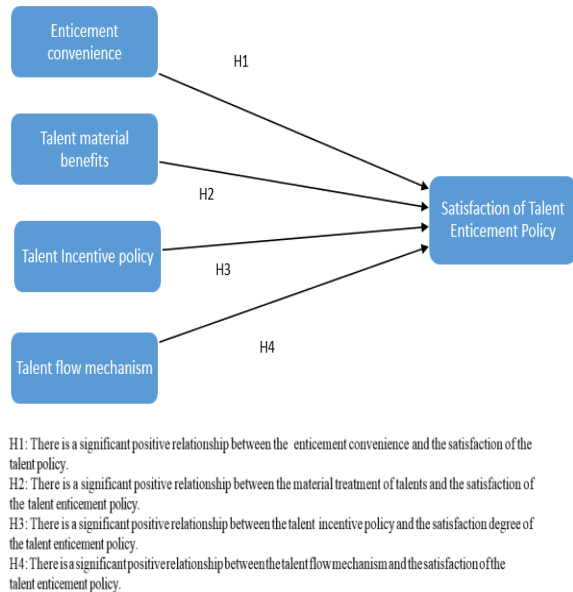 Enticement
convenience
H1
Talent material
benefits
H2
Satisfaction of Talent
Enticement Policy
Talent Incentive policy
H3
H4
Talent flow mechanism
H1: There is a significant positive relationship between the enticement convenience and the satisfaction of the
talent policy.
H2: There is a significant positive relationship between the material treatment of talents and the satisfaction of
the talent enticement policy.
H3: There is a significant positive relationship between the talent incentive policy and the satisfaction degree of
the talent enticement policy.
H4: There is a significant positive relationship between the talent flow mechanism and the satisfaction of the
talent enticement policy.